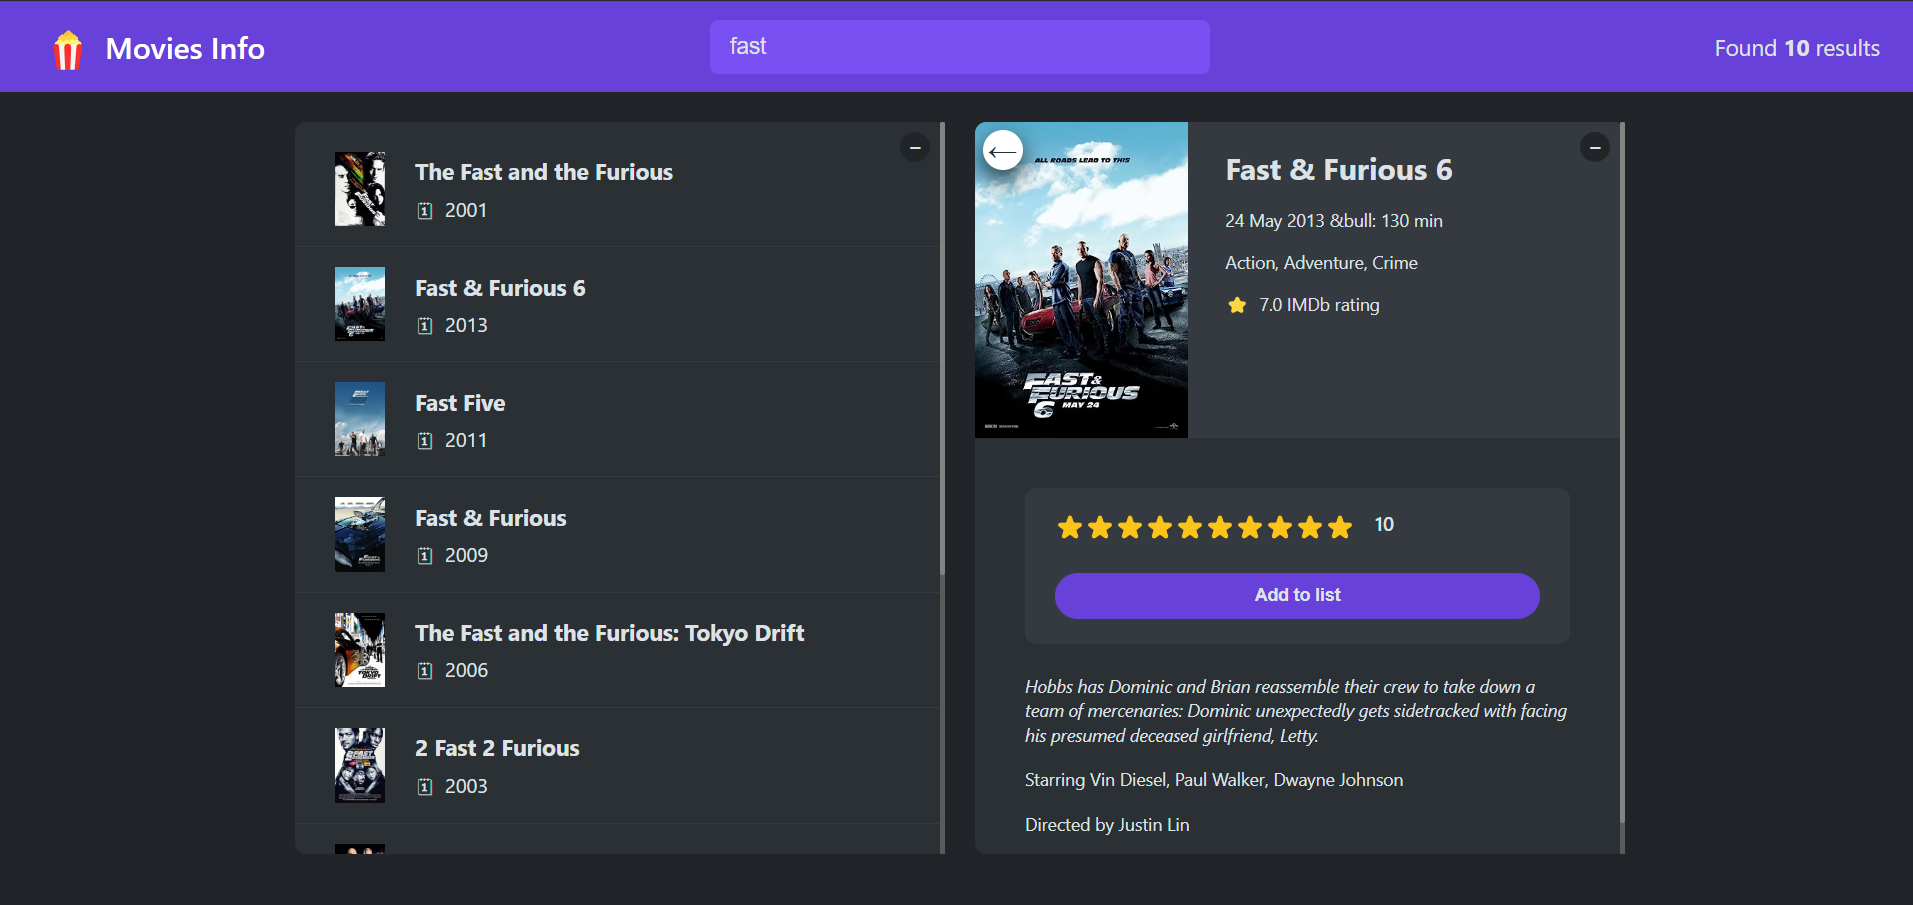 Movies Info
fast
Found 10 results
The Fast and the Furious
2001
Fast & Furious 6
2013
Fast Five
2011
Fast & Furious
2009
The Fast and the Furious: Tokyo Drift
2006
2 Fast 2 Furious
2003
ALL ROADS LEAD TO THIS
FAST &
FURIOUS
6 MAY 24
Fast & Furious 6
24 May 2013 &bull: 130 min
Action, Adventure, Crime
7.0 IMDb rating
10
Add to list
Hobbs has Dominic and Brian reassemble their crew to take down a
team of mercenaries: Dominic unexpectedly gets sidetracked with facing
his presumed deceased girlfriend, Letty.
Starring Vin Diesel, Paul Walker, Dwayne Johnson
Directed by Justin Lin